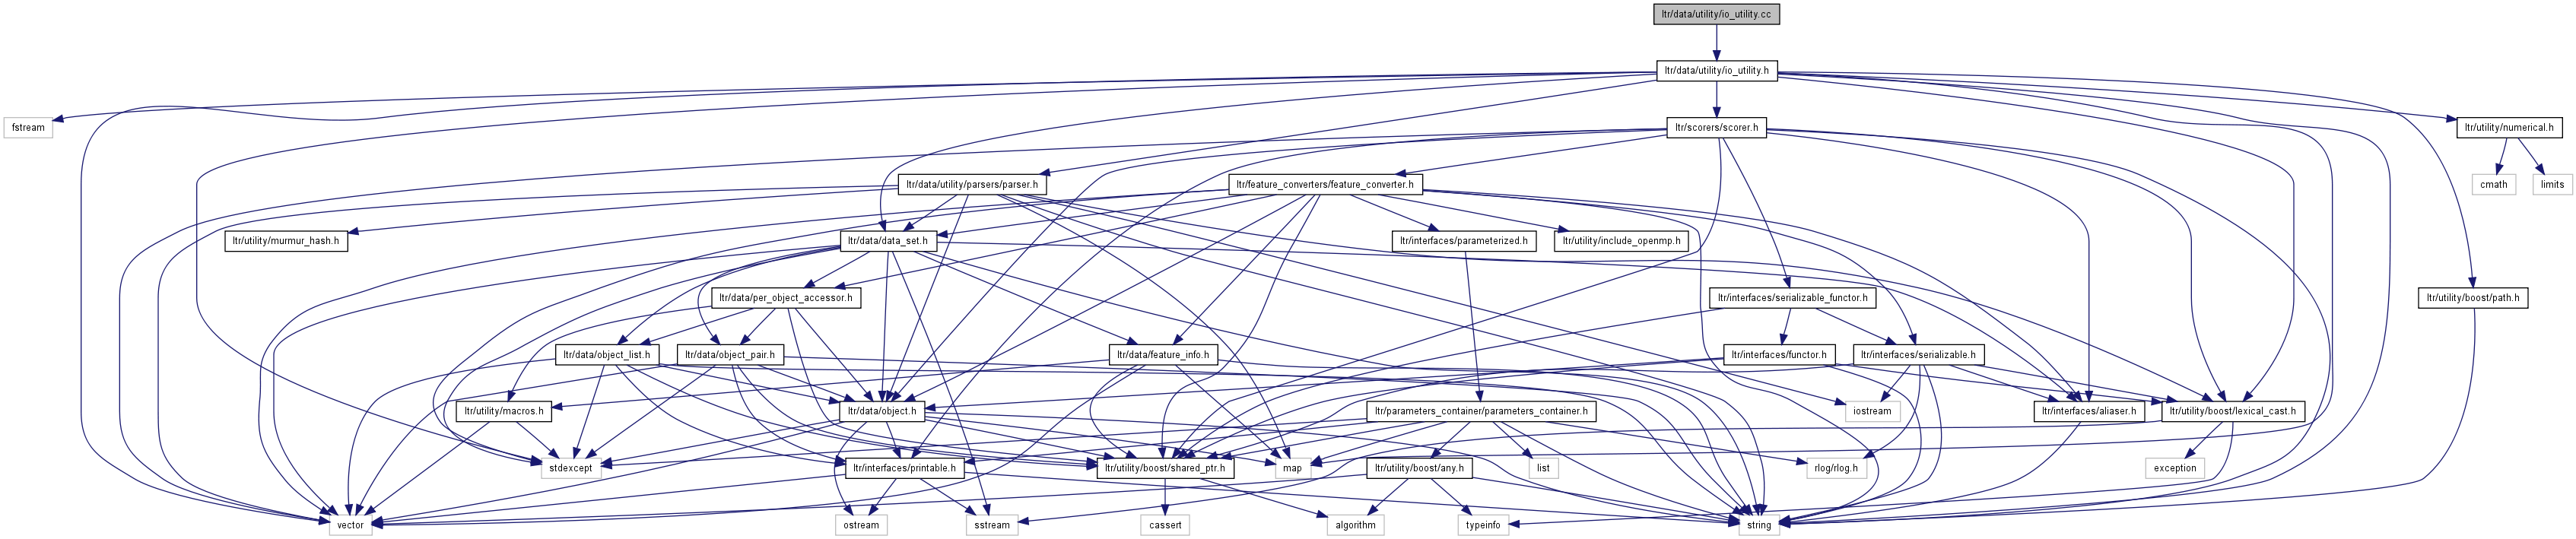 ltr/data/utility/io_utility.cc
ltr/data/utility/io_utility.h
fstream
ltr/scorers/scorer.h
ltr/utility/numerical.h
ltr/data/utility/parsers/parser.h
ltr/feature_converters/feature_converter.h
cmath
limits
ltr/utility/murmur_hash.h
ltr/data/data_set.h
ltr/interfaces/parameterized.h
ltr/utility/include_openmp.h
ltr/data/per_object_accessor.h
ltr/interfaces/serializable_functor.h
ltr/utility/boost/path.h
ltr/data/object_list.h
ltr/data/object_pair.h
ltr/data/feature_info.h
ltr/interfaces/functor.h
ltr/interfaces/serializable.h
ltr/utility/macros.h
ltr/data/object.h
ltr/parameters_container/parameters_container.h
iostream
ltr/interfaces/aliaser.h
ltr/utility/boost/lexical_cast.h
stdexcept
ltr/interfaces/printable.h
ltr/utility/boost/shared_ptr.h
map
ltr/utility/boost/any.h
list
rlog/rlog.h
exception
vector
ostream
sstream
cassert
algorithm
typeinfo
string